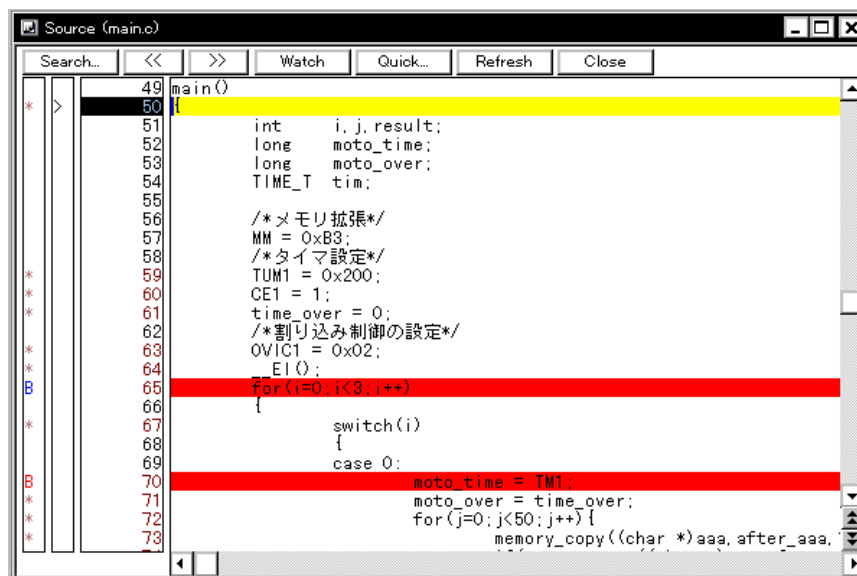 Source (main.c)
Search... << >> Watch Quick... Refresh Close
49 main()
* > 50 {
51 int i,j,result;
52 long moto_time;
53 long moto_over;
54 TIME_T tim;
55
56 /*メモリ拡張*/
57 MM = 0xB3;
58 /*タイマ設定*/
* 59 TUM1 = 0x200;
* 60 CE1 = 1;
* 61 time_over = 0;
62 /*割り込み制御の設定*/
* 63 OVIC1 = 0x02;
* 64 __EI();
B 65 for(i=0;i<3;i++)
66 {
* 67 switch(i)
68 {
69 case 0:
B 70 moto_time = TM1;
* 71 moto_over = time_over;
* 72 for(j=0;j<50;j++){
* 73 memory_copy((char *)aaa,after_aaa,